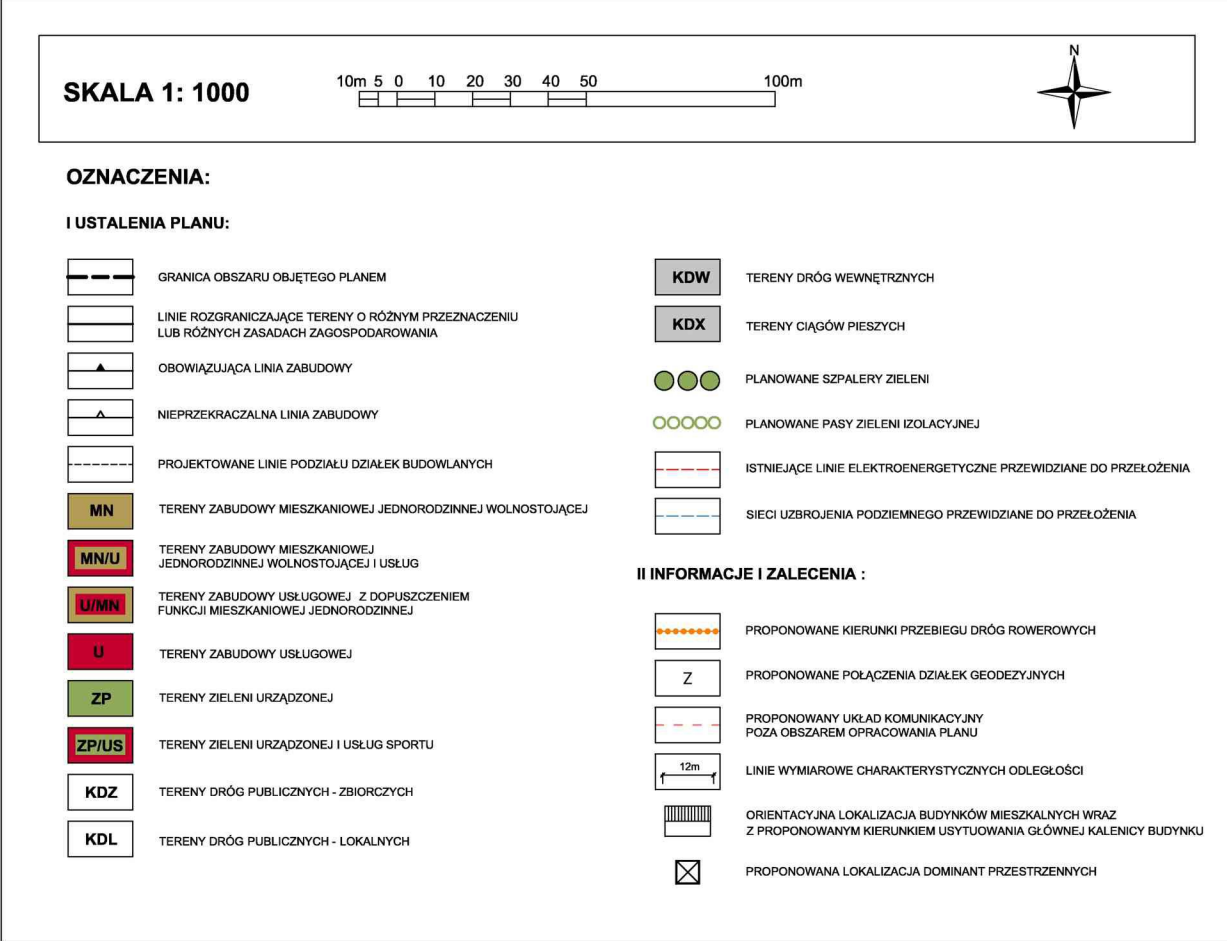 SKALA 1: 1000
10m 5 0 10 20 30 40 50 100m
N
OZNACZENIA:
I USTALENIA PLANU:
GRANICA OBSZARU OBJĘTEGO PLANEM
LINIE ROZGRANICZAJĄCE TERENY O RÓŻNYM PRZEZNACZENIU
LUB RÓŻNYCH ZASADACH ZAGOSPODAROWANIA
OBOWIĄZUJĄCA LINIA ZABUDOWY
NIEPRZEKRACZALNA LINIA ZABUDOWY
PROJEKTOWANE LINIE PODZIAŁU DZIAŁEK BUDOWLANYCH
MN TERENY ZABUDOWY MIESZKANIOWEJ JEDNORODZINNEJ WOLNOSTOJĄCEJ
MN/U TERENY ZABUDOWY MIESZKANIOWEJ
JEDNORODZINNEJ WOLNOSTOJĄCEJ I USŁUG
U/MN TERENY ZABUDOWY USŁUGOWEJ Z DOPUSZCZENIEM
FUNKCJI MIESZKANIOWEJ JEDNORODZINNEJ
U TERENY ZABUDOWY USŁUGOWEJ
ZP TERENY ZIELENI URZĄDZONEJ
ZP/US TERENY ZIELENI URZĄDZONEJ I USŁUG SPORTU
KDZ TERENY DRÓG PUBLICZNYCH - ZBIORCZYCH
KDL TERENY DRÓG PUBLICZNYCH - LOKALNYCH
KDW TERENY DRÓG WEWNĘTRZNYCH
KDX TERENY CIĄGÓW PIESZYCH
PLANOWANE SZPALERY ZIELENI
PLANOWANE PASY ZIELENI IZOLACYJNEJ
ISTNIEJĄCE LINIE ELEKTROENERGETYCZNE PRZEWIDZIANE DO PRZEŁOŻENIA
SIECI UZBROJENIA PODZIEMNEGO PRZEWIDZIANE DO PRZEŁOŻENIA
II INFORMACJE I ZALECENIA :
PROPONOWANE KIERUNKI PRZEBIEGU DRÓG ROWEROWYCH
Z PROPONOWANE POŁĄCZENIA DZIAŁEK GEODEZYJNYCH
PROPONOWANY UKŁAD KOMUNIKACYJNY
POZA OBSZAREM OPRACOWANIA PLANU
12m LINIE WYMIAROWE CHARAKTERYSTYCZNYCH ODLEGŁOŚCI
ORIENTACYJNA LOKALIZACJA BUDYNKÓW MIESZKALNYCH WRAZ
Z PROPONOWANYM KIERUNKIEM USYTUOWANIA GŁÓWNEJ KALENICY BUDYNKU
PROPONOWANA LOKALIZACJA DOMINANT PRZESTRZENNYCH